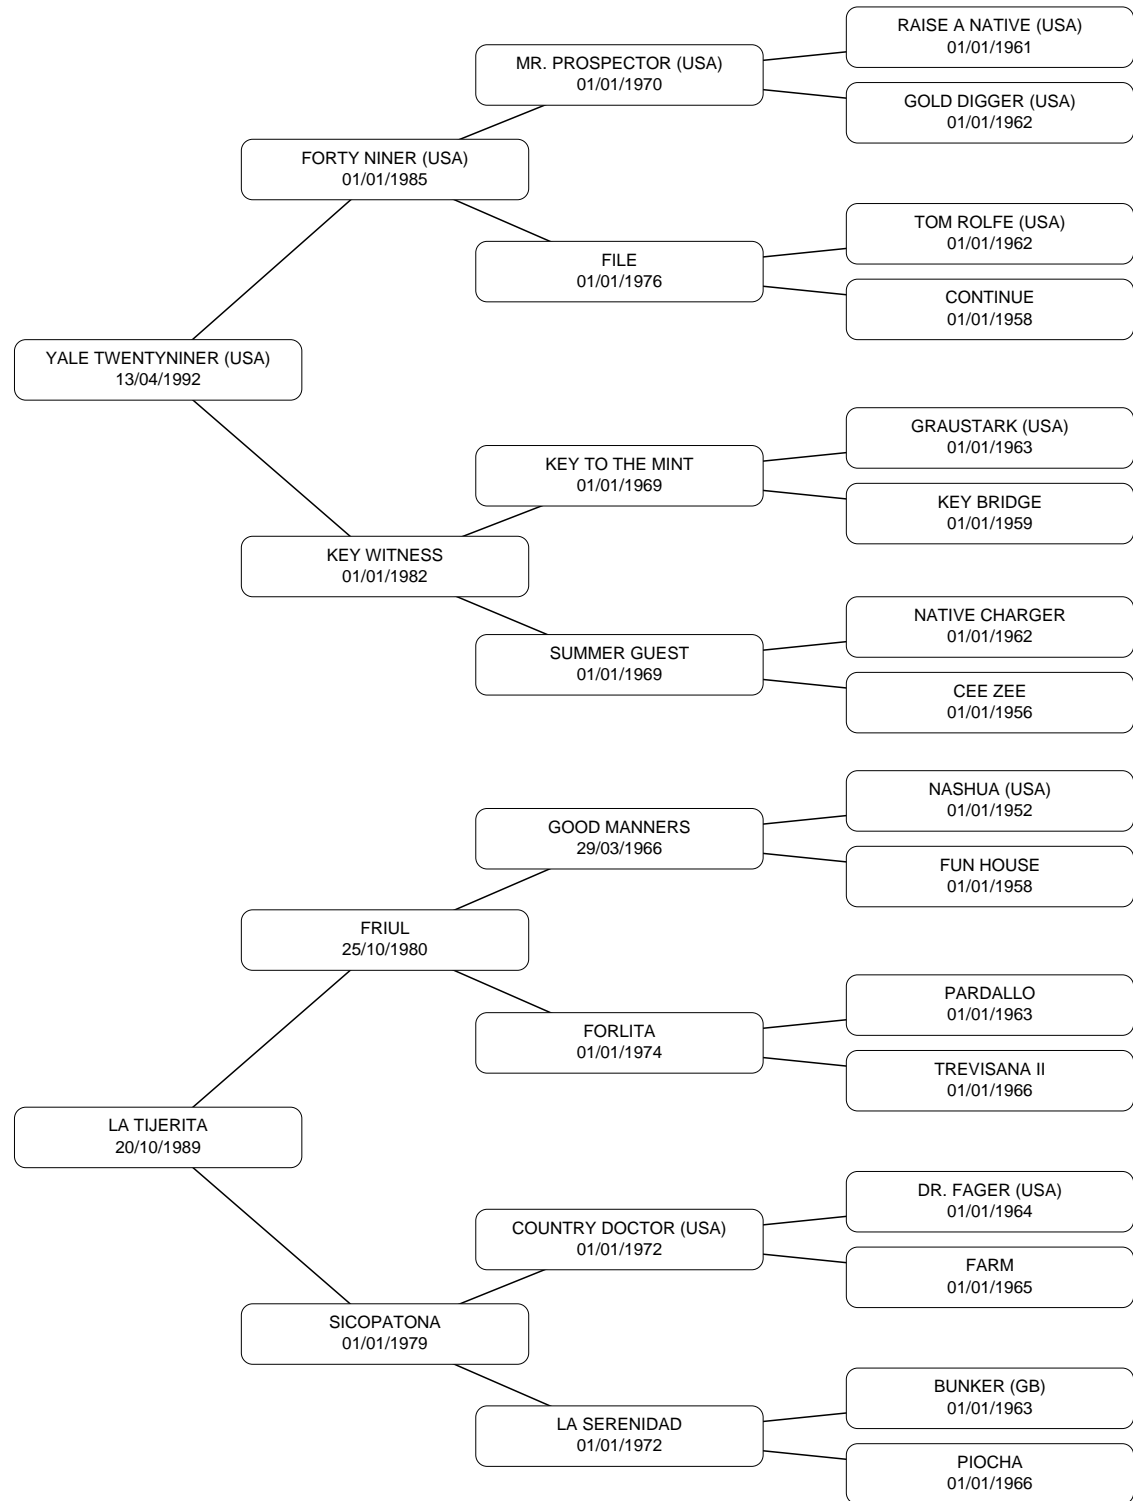 RAISE A NATIVE (USA)
01/01/1961
MR. PROSPECTOR (USA)
01/01/1970
GOLD DIGGER (USA)
01/01/1962
FORTY NINER (USA)
01/01/1985
TOM ROLFE (USA)
01/01/1962
FILE
01/01/1976
CONTINUE
01/01/1958
YALE TWENTYNINER (USA)
13/04/1992
GRAUSTARK (USA)
01/01/1963
KEY TO THE MINT
01/01/1969
KEY BRIDGE
01/01/1959
KEY WITNESS
01/01/1982
NATIVE CHARGER
01/01/1962
SUMMER GUEST
01/01/1969
CEE ZEE
01/01/1956
NASHUA (USA)
01/01/1952
GOOD MANNERS
29/03/1966
FUN HOUSE
01/01/1958
FRIUL
25/10/1980
PARDALLO
01/01/1963
FORLITA
01/01/1974
TREVISANA II
01/01/1966
LA TIJERITA
20/10/1989
DR. FAGER (USA)
01/01/1964
COUNTRY DOCTOR (USA)
01/01/1972
FARM
01/01/1965
SICOPATONA
01/01/1979
BUNKER (GB)
01/01/1963
LA SERENIDAD
01/01/1972
PIOCHA
01/01/1966